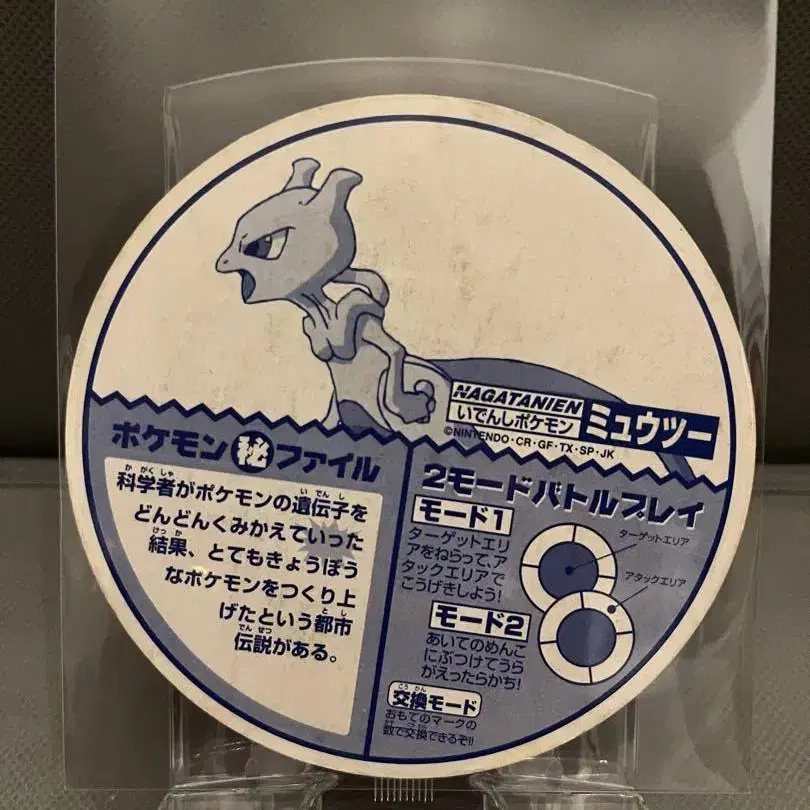 NAGATANIEN
いでんしポケモン ミュウツー
©NINTENDO・CR・GF・TX・SP・JK
ポケモン㊙ファイル
科学者がポケモンの遺伝子を
どんどんくみかえていった
結果、とてもきょうぼう
なポケモンをつくり上
げたという都市
伝説がある。
2モードバトルプレイ
モード1
ターゲットエリ
アをねらって、ア
タックエリアで
こうげきしよう!
ターゲットエリア
アタックエリア
モード2
あいてのめんこ
にぶつけてうら
がえったらかち!
交換モード
おもてのマークの
数で交換できるぞ!!